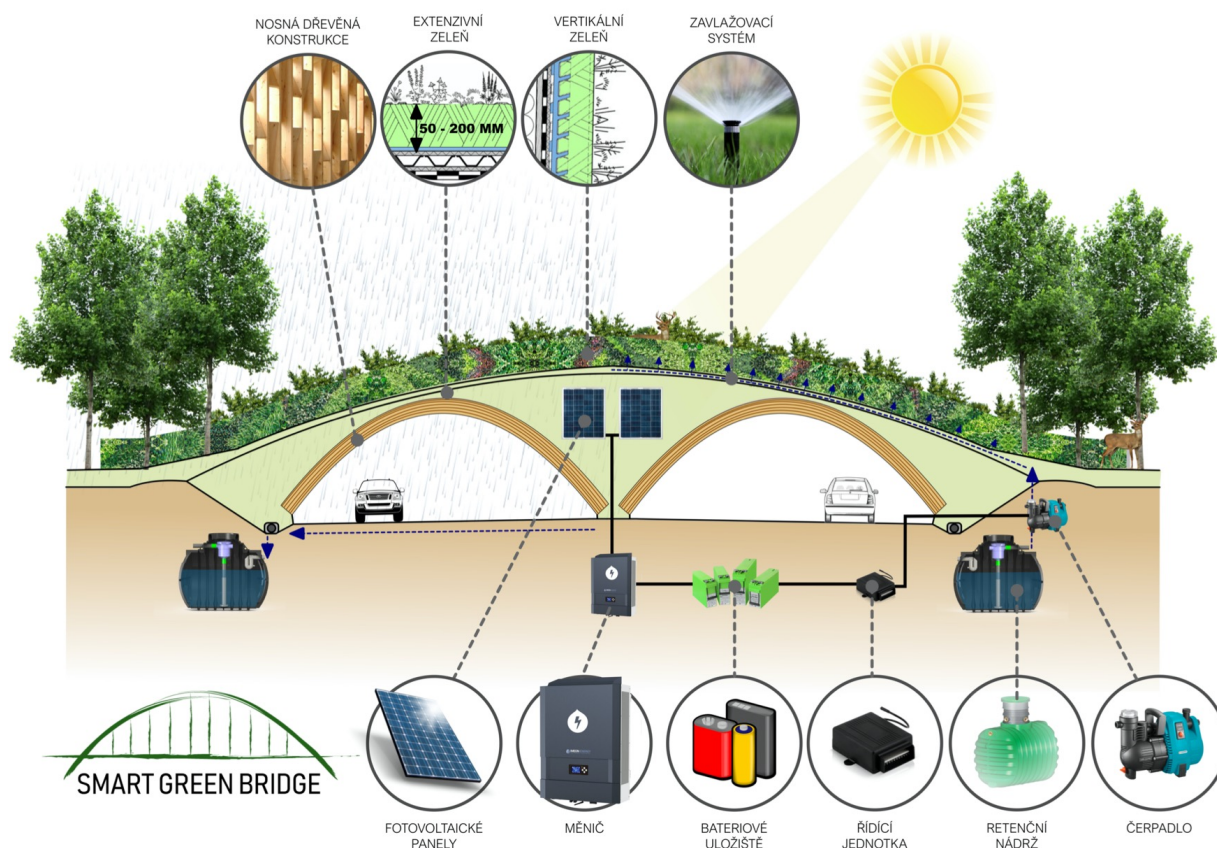 NOSNÁ DŘEVĚNÁ
KONSTRUKCE
EXTENZIVNÍ
ZELEŇ
VERTIKÁLNÍ
ZELEŇ
ZAVLAŽOVACÍ
SYSTÉM
50 - 200 MM
SMART GREEN BRIDGE
FOTOVOLTAICKÉ
PANELY
MĚNIČ
BATERIOVÉ
ULOŽIŠTĚ
ŘÍDÍCÍ
JEDNOTKA
RETENČNÍ
NÁDRŽ
ČERPADLO